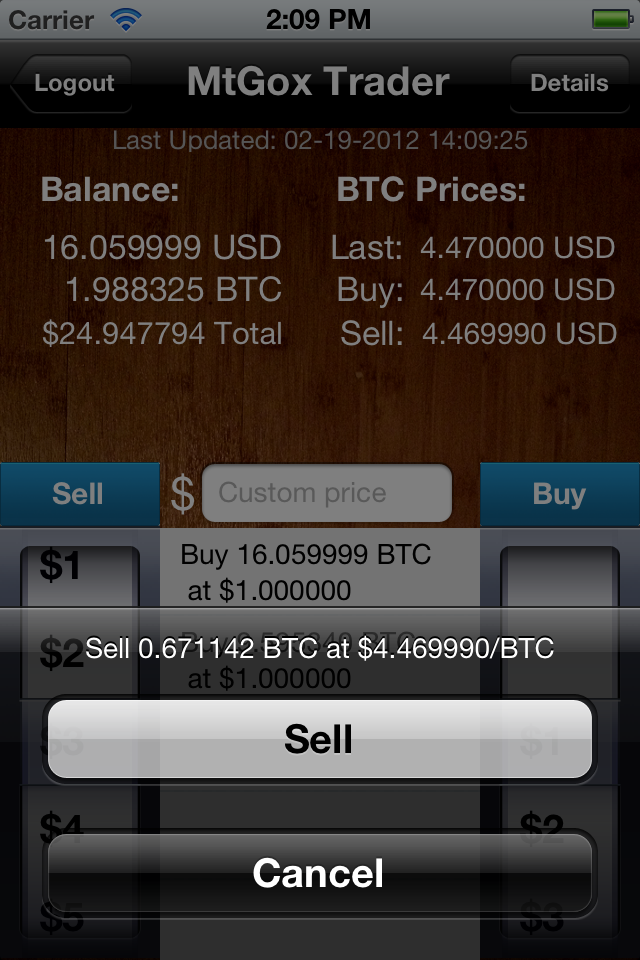 Carrier
2:09 PM
Logout
MtGox Trader
Details
Last Updated: 02-19-2012 14:09:25
Balance:
BTC Prices:
16.059999 USD
Last: 4.470000 USD
1.988325 BTC
Buy: 4.470000 USD
$24.947794 Total
Sell: 4.469990 USD
Sell
$
Custom price
Buy
$1
Buy 16.059999 BTC
at $1.000000
$2
Sell 0.671142 BTC at $4.469990/BTC
at $1.000000
$3
Sell
$1
$4
$2
Cancel
$5
$3